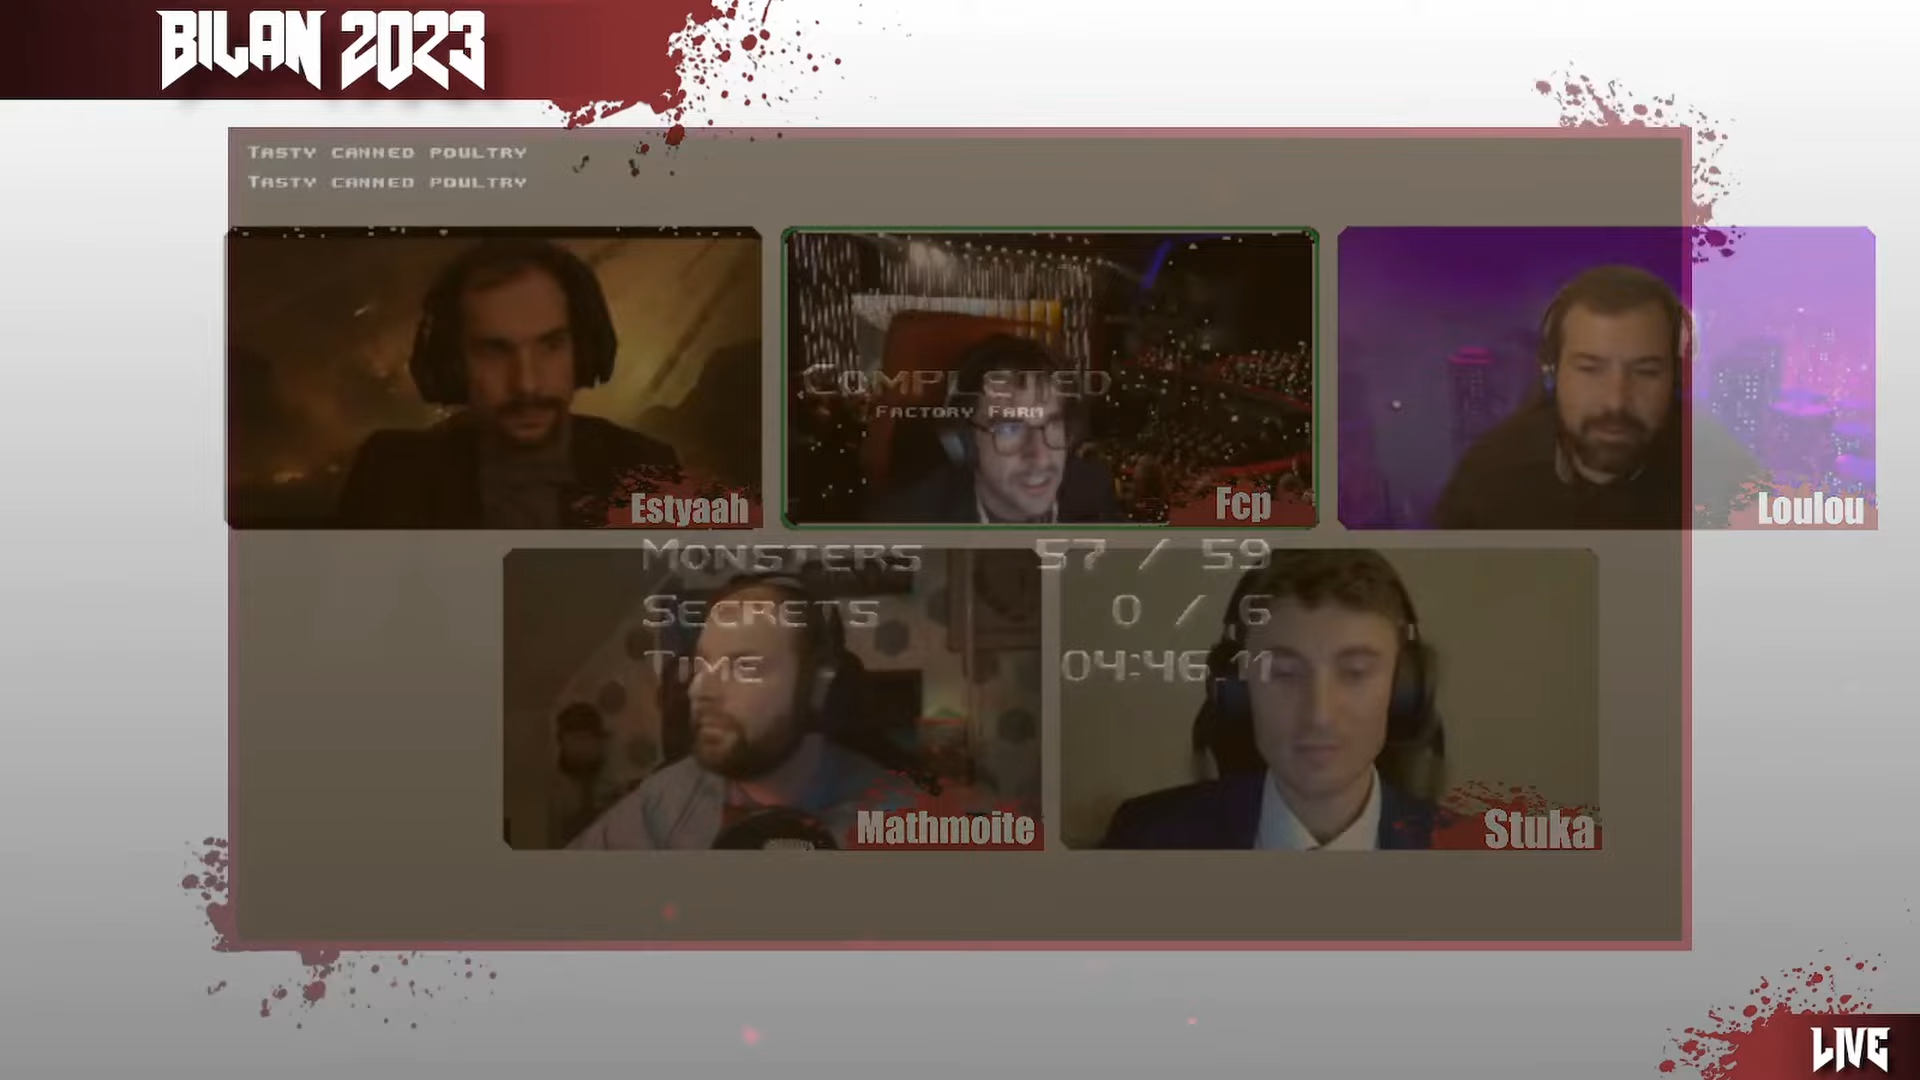 BILAN 2023
TASTY CANNED POULTRY
TASTY CANNED POULTRY
COMPLETED
FACTORY FARM
Estyaah
Fcp
Loulou
MONSTERS 57 / 59
SECRETS 0 / 6
TIME 04:46.11
Mathmoite
Stuka
LIVE